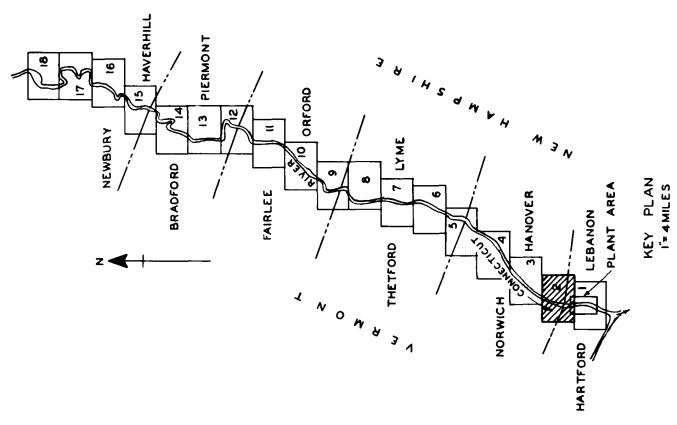 18
17
16
HAVERHILL
15
NEWBURY
14
PIERMONT
13
BRADFORD
12
11
ORFORD
10
RIVER
FAIRLEE
9
8
LYME
7
6
THETFORD
5
4
HANOVER
3
CONNECTICUT
NORWICH
2
1
LEBANON
PLANT AREA
HARTFORD
N
VERMONT
NEW HAMPSHIRE
KEY PLAN
1"=4 MILES